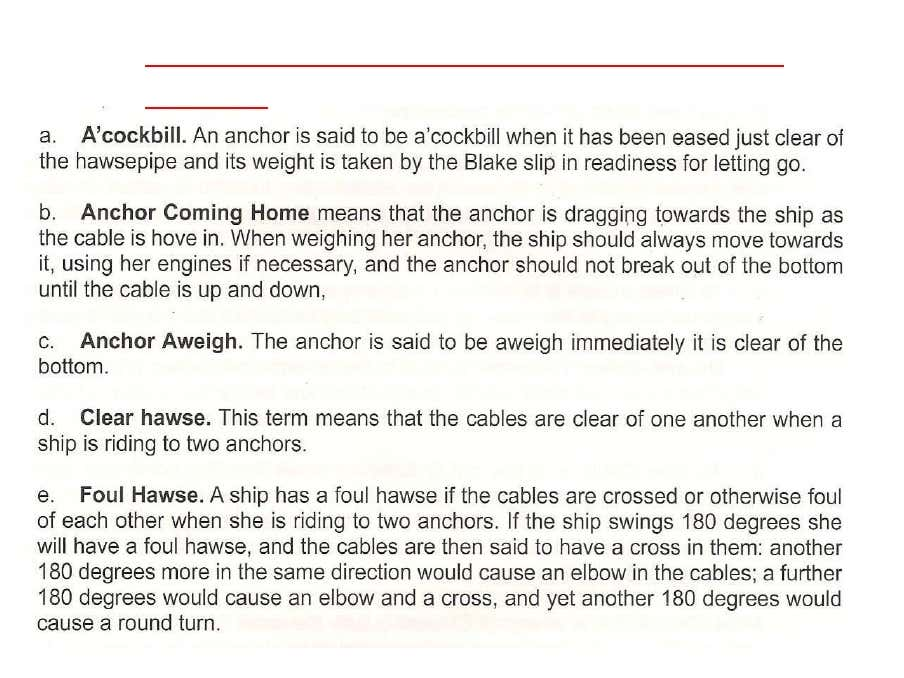 a. A'cockbill. An anchor is said to be a'cockbill when it has been eased just clear of
the hawsepipe and its weight is taken by the Blake slip in readiness for letting go.
b. Anchor Coming Home means that the anchor is dragging towards the ship as
the cable is hove in. When weighing her anchor, the ship should always move towards
it, using her engines if necessary, and the anchor should not break out of the bottom
until the cable is up and down,
c. Anchor Aweigh. The anchor is said to be aweigh immediately it is clear of the
bottom.
d. Clear hawse. This term means that the cables are clear of one another when a
ship is riding to two anchors.
e. Foul Hawse. A ship has a foul hawse if the cables are crossed or otherwise foul
of each other when she is riding to two anchors. If the ship swings 180 degrees she
will have a foul hawse, and the cables are then said to have a cross in them: another
180 degrees more in the same direction would cause an elbow in the cables; a further
180 degrees would cause an elbow and a cross, and yet another 180 degrees would
cause a round turn.